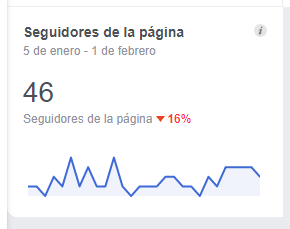 Seguidores de la página
i
5 de enero - 1 de febrero
46
Seguidores de la página 16%